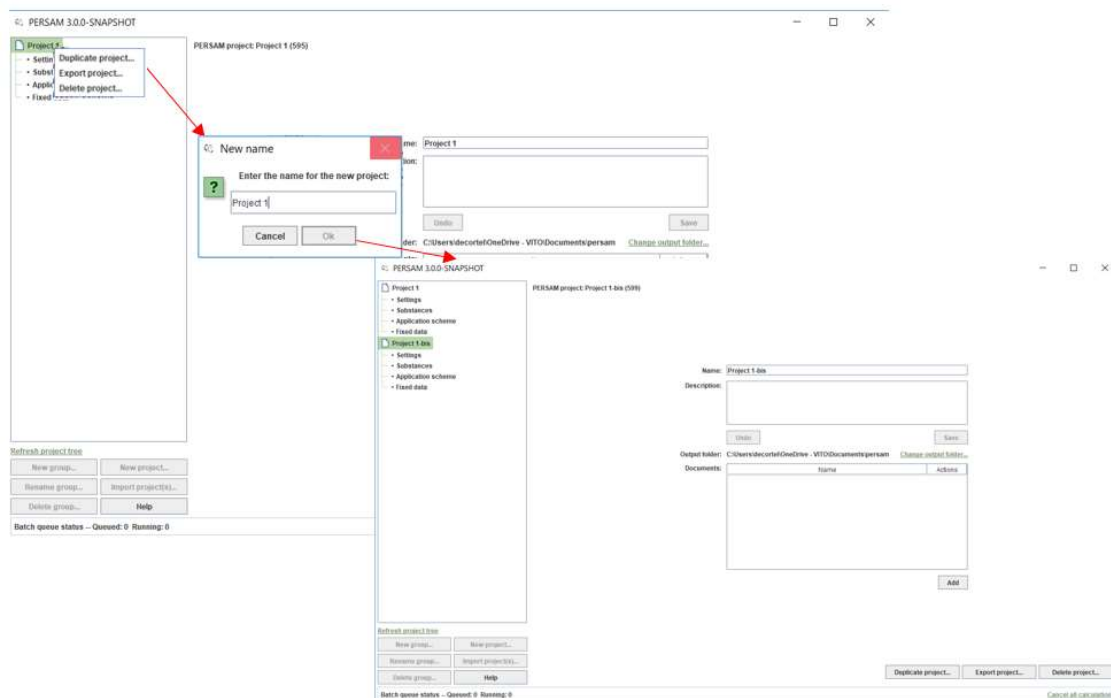 PERSAM 3.0.0-SNAPSHOT
Project 1
Duplicate project...
Export project...
Delete project...
PERSAM project: Project 1 (595)
New name
Enter the name for the new project:
Project 1
Cancel
Ok
Project 1
Undo
Save
C:\Users\decortel\OneDrive - VITO\Documents\persam
Change output folder...
Refresh project tree
New group...
New project...
Rename group...
Import project(s)...
Delete group...
Help
Batch queue status -- Queued: 0 Running: 0
PERSAM 3.0.0-SNAPSHOT
Project 1
• Settings
• Substances
• Application scheme
• Fixed data
Project 1-bis
• Settings
• Substances
• Application scheme
• Fixed data
PERSAM project: Project 1-bis (599)
Name: Project 1-bis
Description:
Undo
Save
Output folder: C:\Users\decortel\OneDrive - VITO\Documents\persam Change output folder...
Documents:
Name
Actions
Add
Refresh project tree
New group...
New project...
Rename group...
Import project(s)...
Delete group...
Help
Duplicate project...
Export project...
Delete project...
Batch queue status -- Queued: 0 Running: 0
Cancel all calculations